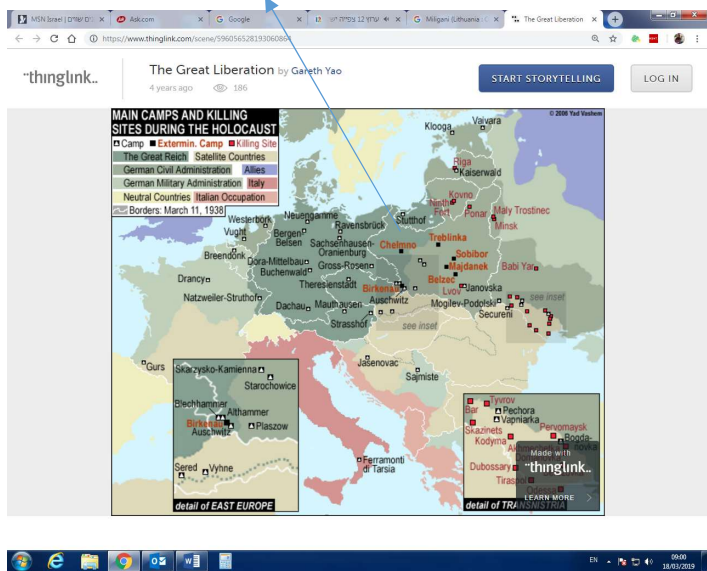 MSN Israel | חדשות
Ask.com
G Google
ערוץ 12 צפייה ישי
G Miligani (Lithuania - G
The Great Liberation
https://www.thinglink.com/scene/596056528193060864
thinglink..
The Great Liberation by Gareth Yao
4 years ago 186
START STORYTELLING
LOG IN
MAIN CAMPS AND KILLING
SITES DURING THE HOLOCAUST
© 2006 Yad Vashem
Camp Extermin. Camp Killing Site
The Great Reich Satellite Countries
German Civil Administration Allies
German Military Administration Italy
Neutral Countries Italian Occupation
Borders: March 11, 1938
Klooga
Vaivara
Riga
Kaiserwald
Kovno
Ninth Fort
Ponar
Maly Trostinec
Minsk
Westerbork
Neuengamme
Ravensbrück
Stutthof
Vught
Bergen Belsen
Sachsenhausen-
Oranienburg
Chelmno
Treblinka
Breendonk
Dora-Mittelbau
Sobibor
Buchenwald
Gross-Rosen
Majdanek
Babi Yar
Drancy
Theresienstadt
Birkenau
Belzec
Lvov
Janovska
Natzweiler-Struthof
Auschwitz
Dachau
Mauthausen
Mogilev-Podolski
Secureni
see inset
Strasshof
see inset
Gurs
Jasenovac
Sajmiste
Ferramonti
di Tarsia
Skarzysko-Kamienna
Starochowice
Blechhammer
Althammer
Birkenau
Auschwitz
Plaszow
Sered
Vyhne
detail of EAST EUROPE
Tyvrov
Bar
Pechora
Vapniarka
Skazinets
Pervomaysk
Kodyma
Bogda-
Dubossary
Tiraspol
Odessa
detail of TRANSNISTRIA
Made with
thinglink..
LEARN MORE
EN
09:00
18/03/2019